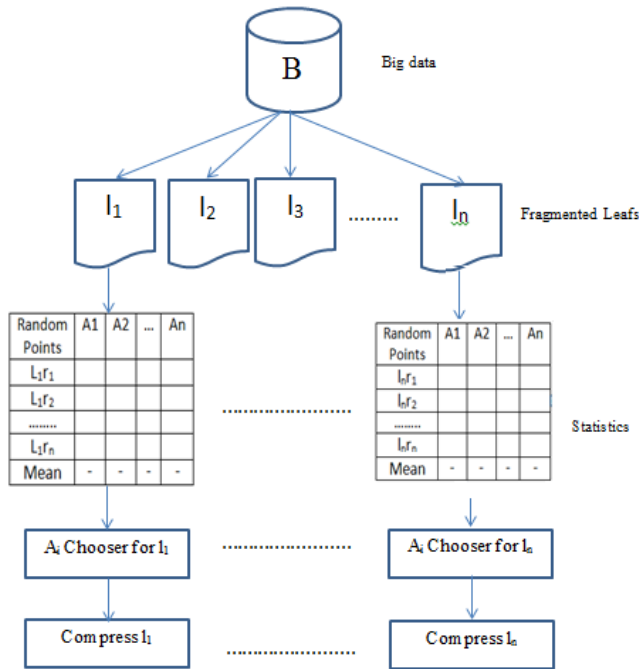 B
Big data
l₁
l₂
l₃
.........
lₙ
Fragmented Leafs
Random Points A1 A2 ... An
L₁r₁
L₁r₂
.........
L₁rₙ
Mean - - - -
..............................
Random Points A1 A2 ... An
lₙr₁
lₙr₂
.........
lₙrₙ
Mean - - - -
Statistics
Aᵢ Chooser for l₁
..............................
Aᵢ Chooser for lₙ
Compress l₁
..............................
Compress lₙ